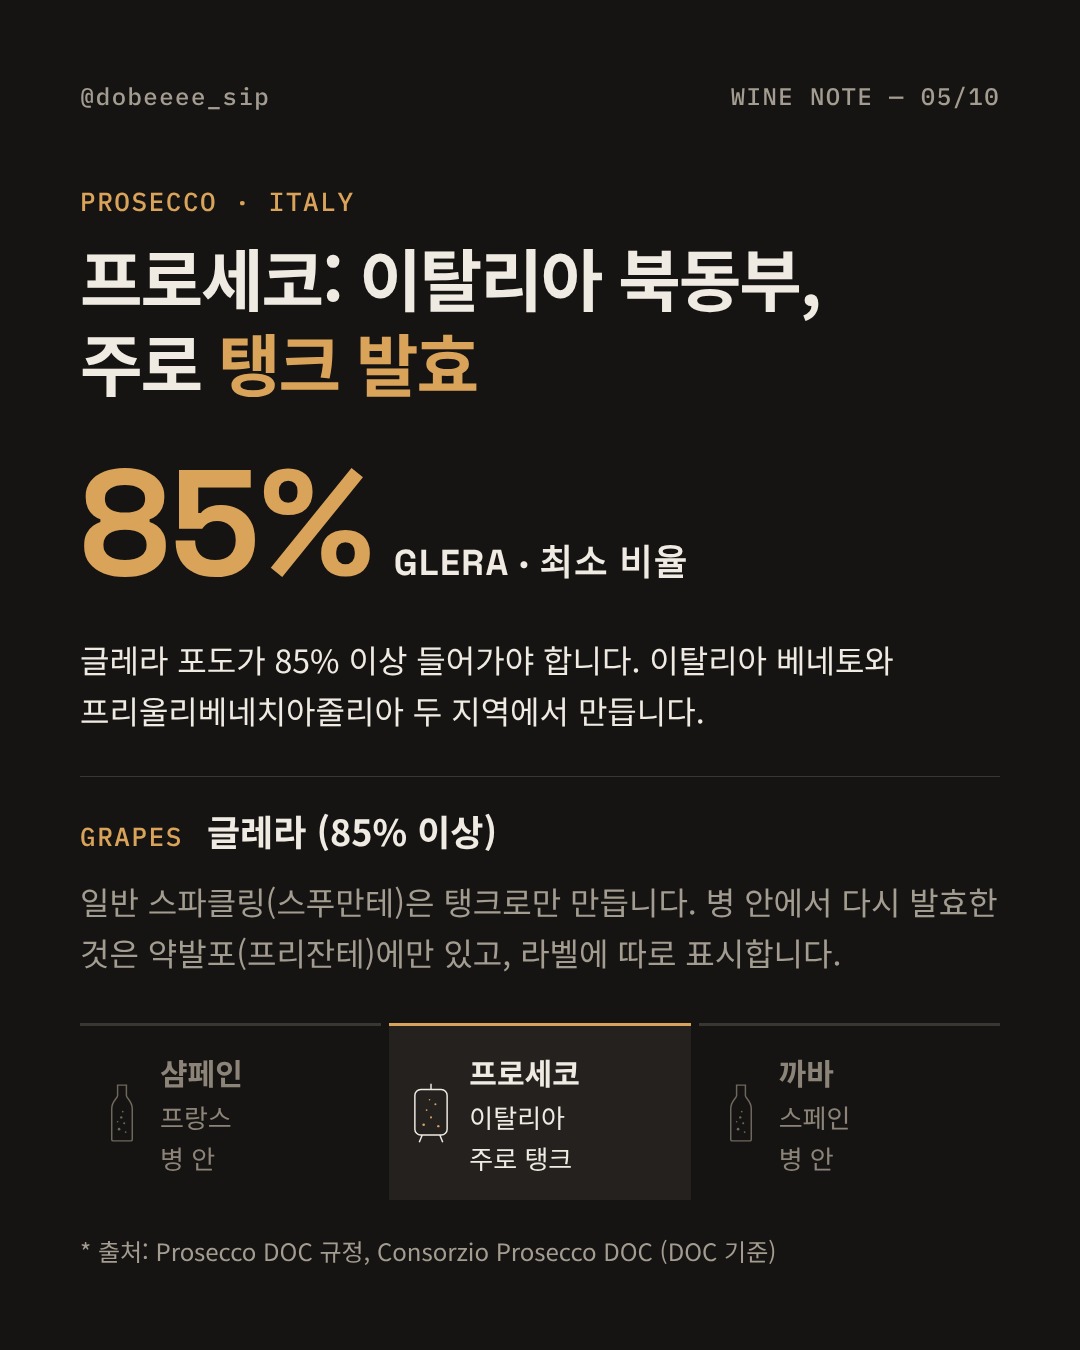 @dobeeee_sip
WINE NOTE — 05/10
PROSECCO · ITALY
프로세코: 이탈리아 북동부,
주로 탱크 발효
85% GLERA · 최소 비율
글레라 포도가 85% 이상 들어가야 합니다. 이탈리아 베네토와
프리울리베네치아줄리아 두 지역에서 만듭니다.
GRAPES 글레라 (85% 이상)
일반 스파클링(스푸만테)은 탱크로만 만듭니다. 병 안에서 다시 발효한
것은 약발포(프리잔테)에만 있고, 라벨에 따로 표시합니다.
샴페인
프랑스
병 안
프로세코
이탈리아
주로 탱크
까바
스페인
병 안
* 출처: Prosecco DOC 규정, Consorzio Prosecco DOC (DOC 기준)